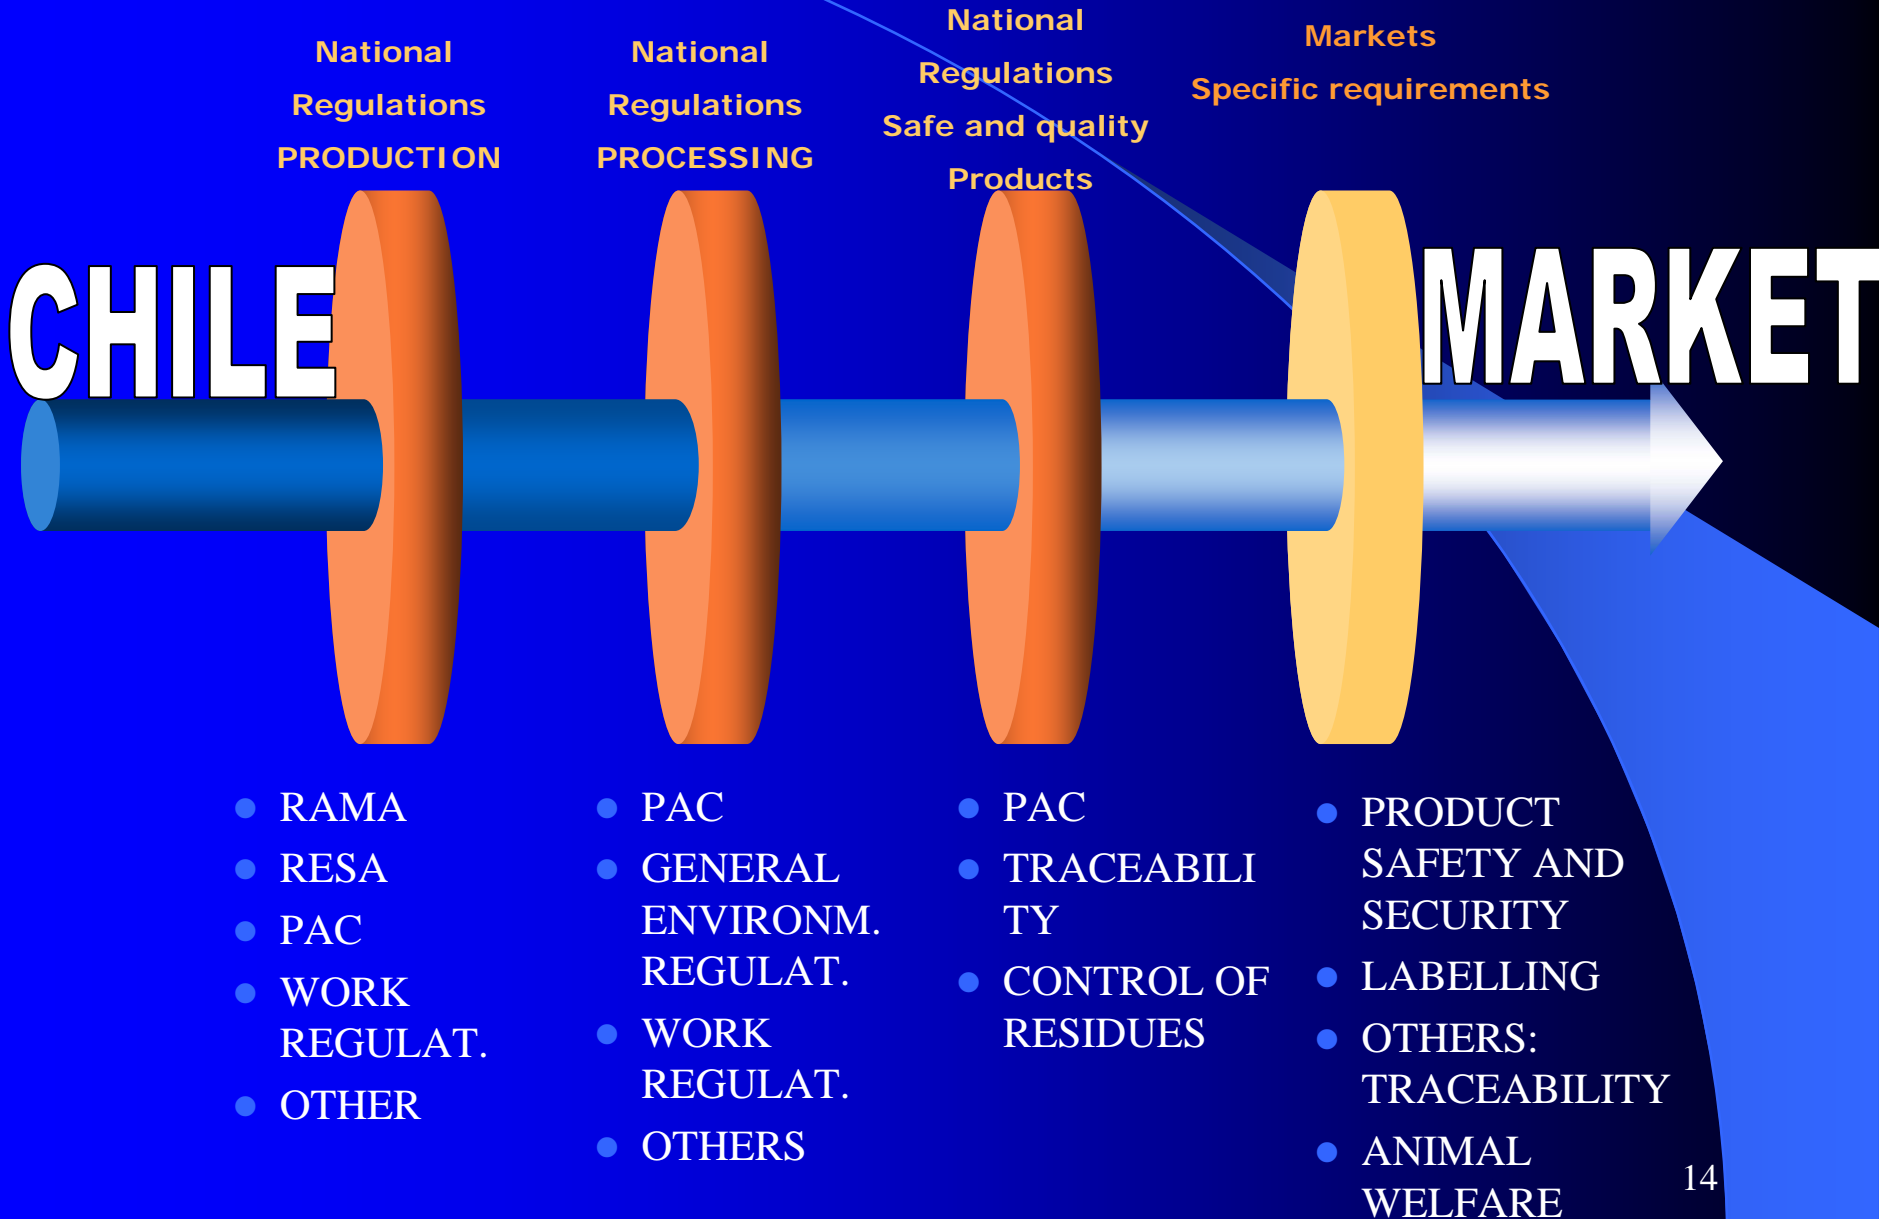 National
Regulations
PRODUCTION
National
Regulations
PROCESSING
National
Regulations
Safe and quality
Products
Markets
Specific requirements
CHILE
MARKET
RAMA
RESA
PAC
WORK
REGULAT.
OTHER
PAC
GENERAL
ENVIRONM.
REGULAT.
WORK
REGULAT.
OTHERS
PAC
TRACEABILI
TY
CONTROL OF
RESIDUES
PRODUCT
SAFETY AND
SECURITY
LABELLING
OTHERS:
TRACEABILITY
ANIMAL
WELFARE
14